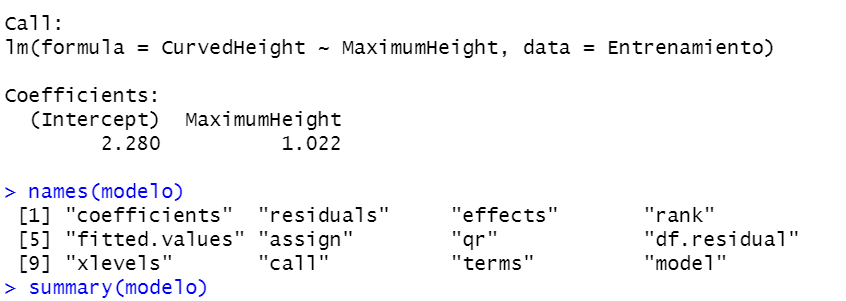 Call:
lm(formula = CurvedHeight ~ MaximumHeight, data = Entrenamiento)
Coefficients:
(Intercept) MaximumHeight
2.280 1.022
> names(modelo)
[1] "coefficients" "residuals" "effects" "rank"
[5] "fitted.values" "assign" "qr" "df.residual"
[9] "xlevels" "call" "terms" "model"
> summary(modelo)